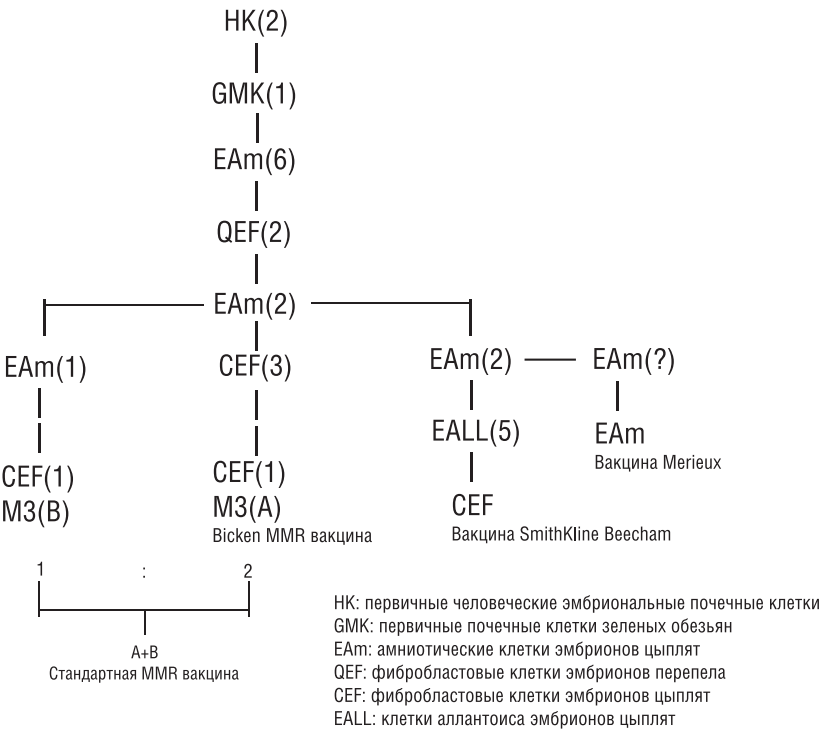 HK(2)
GMK(1)
EAm(6)
QEF(2)
EAm(2)
EAm(1)
CEF(3)
EAm(2)
EAm(?)
EALL(5)
EAm
Вакцина Merieux
CEF(1)
M3(B)
CEF(1)
M3(A)
Bicken MMR вакцина
CEF
Вакцина SmithKline Beecham
1 : 2
A+B
Стандартная MMR вакцина
HK: первичные человеческие эмбриональные почечные клетки
GMK: первичные почечные клетки зеленых обезьян
EAm: амниотические клетки эмбрионов цыплят
QEF: фибробластовые клетки эмбрионов перепела
CEF: фибробластовые клетки эмбрионов цыплят
EALL: клетки аллантоиса эмбрионов цыплят